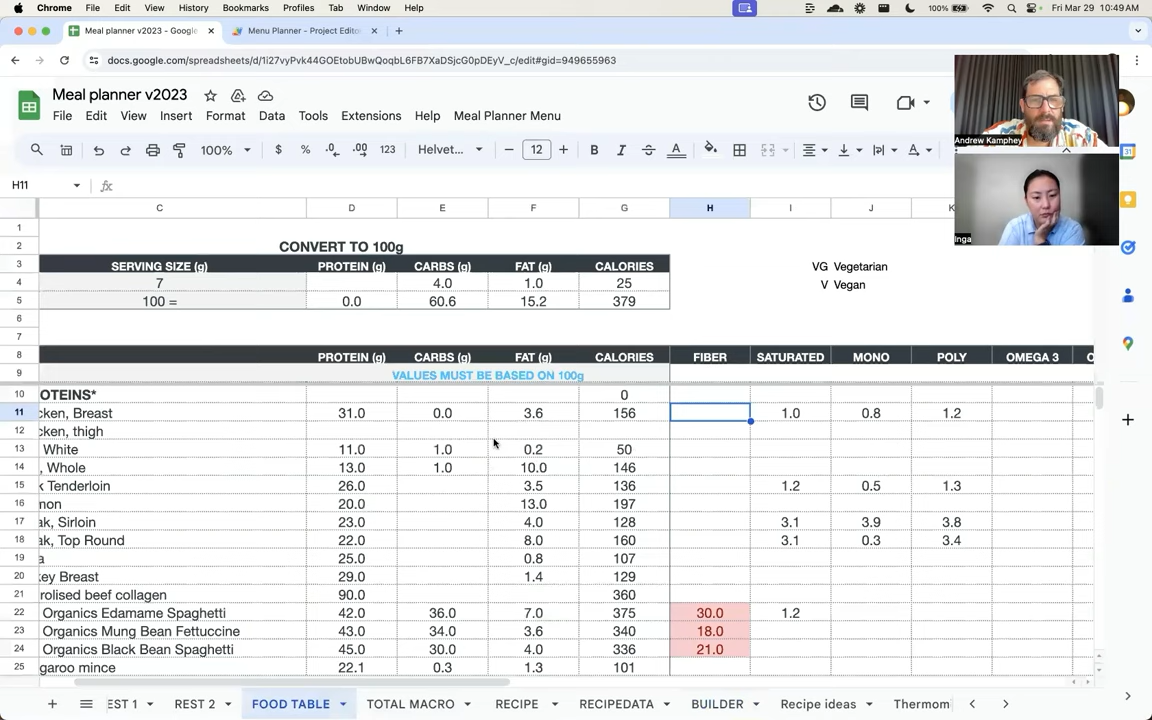 Chrome File Edit View History Bookmarks Profiles Tab Window Help 100% Fri Mar 29 10:49 AM
Meal planner v2023 - Google Menu Planner - Project Editor
docs.google.com/spreadsheets/d/1i27vyPvk44GOEtobUBwQoqbL6FB7XaDSjcG0pDEyV_c/edit#gid=949655963
Meal planner v2023
File Edit View Insert Format Data Tools Extensions Help Meal Planner Menu
Andrew Kamphey
100% $ % .0 .00 123 Helvet... 12 B I S A A
H11 fx
Inga
C D E F G H I J K
1
2 CONVERT TO 100g
3 SERVING SIZE (g) PROTEIN (g) CARBS (g) FAT (g) CALORIES VG Vegetarian
4 7 4.0 1.0 25 V Vegan
5 100 = 0.0 60.6 15.2 379
6
7
8 PROTEIN (g) CARBS (g) FAT (g) CALORIES FIBER SATURATED MONO POLY OMEGA 3 O
9 VALUES MUST BE BASED ON 100g
10 OTEINS* 0
11 cken, Breast 31.0 0.0 3.6 156 1.0 0.8 1.2
12 cken, thigh
13 White 11.0 1.0 0.2 50
14 , Whole 13.0 1.0 10.0 146
15 k Tenderloin 26.0 3.5 136 1.2 0.5 1.3
16 mon 20.0 13.0 197
17 ak, Sirloin 23.0 4.0 128 3.1 3.9 3.8
18 ak, Top Round 22.0 8.0 160 3.1 0.3 3.4
19 a 25.0 0.8 107
20 key Breast 29.0 1.4 129
21 rolised beef collagen 90.0 360
22 Organics Edamame Spaghetti 42.0 36.0 7.0 375 30.0 1.2
23 Organics Mung Bean Fettuccine 43.0 34.0 3.6 340 18.0
24 Organics Black Bean Spaghetti 45.0 30.0 4.0 336 21.0
25 garoo mince 22.1 0.3 1.3 101
EST 1 REST 2 FOOD TABLE TOTAL MACRO RECIPE RECIPEDATA BUILDER Recipe ideas Thermom